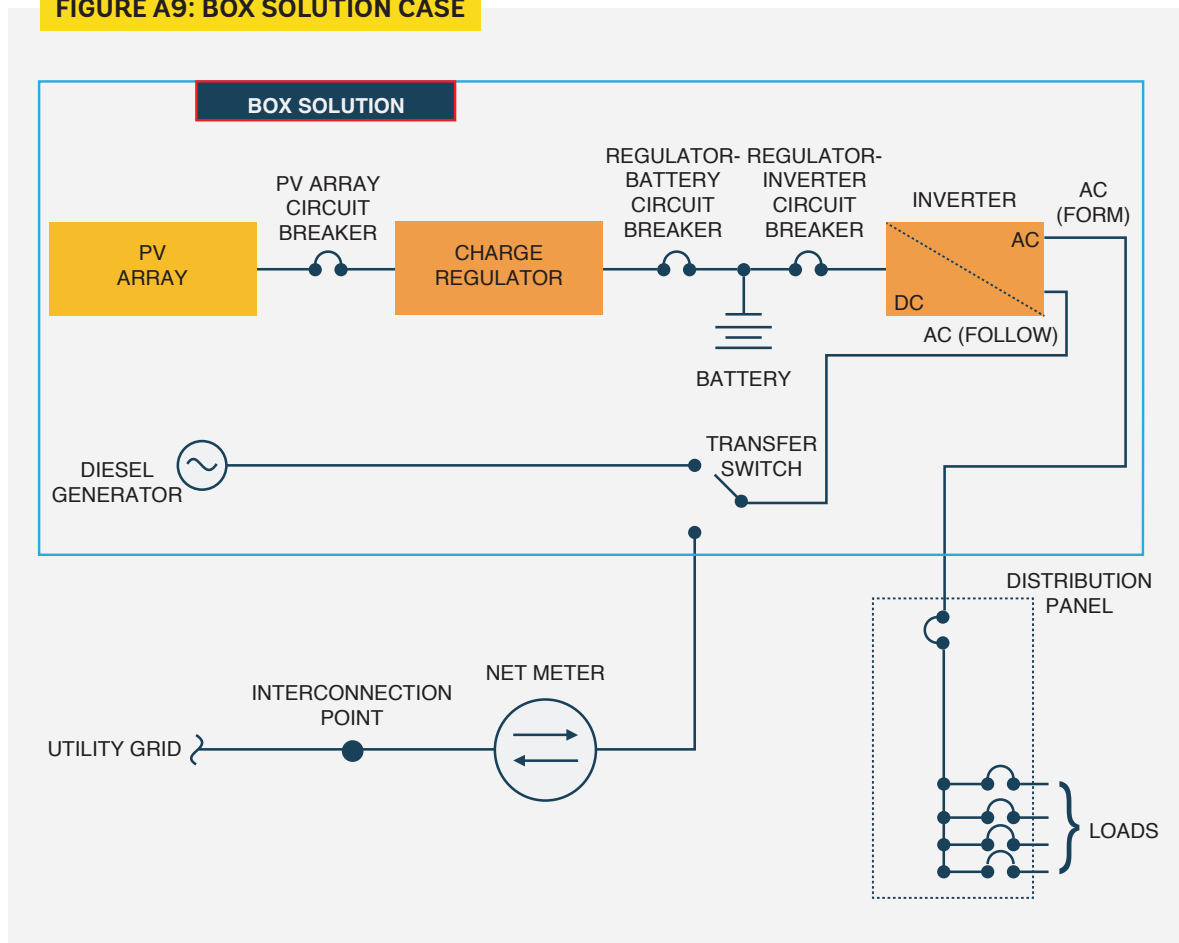 FIGURE A9: BOX SOLUTION CASE
BOX SOLUTION
PV
ARRAY
PV ARRAY
CIRCUIT
BREAKER
CHARGE
REGULATOR
REGULATOR-
BATTERY
CIRCUIT
BREAKER
REGULATOR-
INVERTER
CIRCUIT
BREAKER
INVERTER
AC
DC
AC
(FORM)
AC (FOLLOW)
BATTERY
DIESEL
GENERATOR
TRANSFER
SWITCH
DISTRIBUTION
PANEL
NET METER
INTERCONNECTION
POINT
UTILITY GRID
LOADS